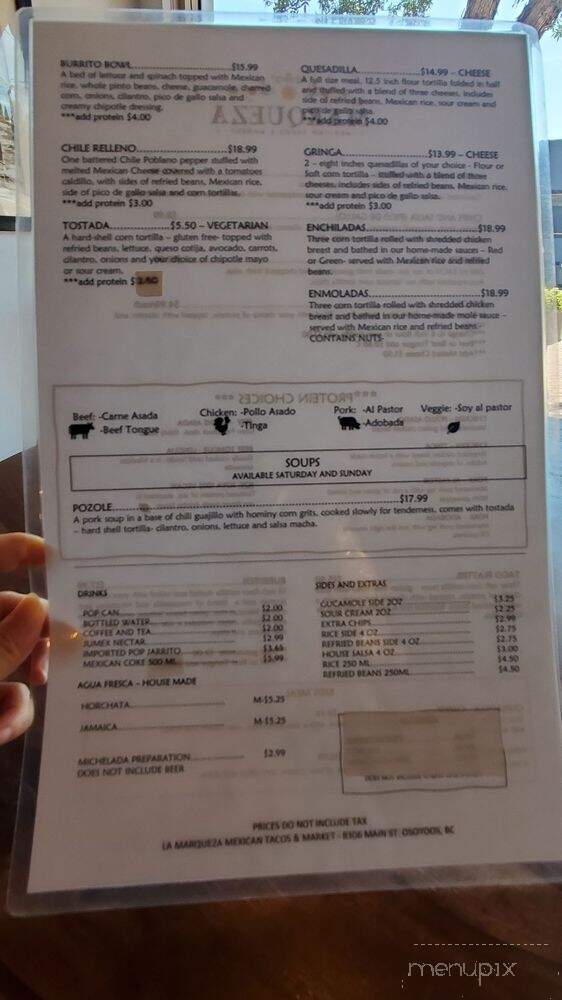 BURRITO BOWL...$15.99
A bed of lettuce and spinach topped with Mexican
rice, whole pinto beans, cheese, guacamole, charred
corn, onions, cilantro, pico de gallo salsa and
creamy chipotle dressing.
***add protein $4.00
CHILE RELLENO...$18.99
One battered Chile Poblano pepper stuffed with
melted Mexican Cheese covered with a tomatoes
caldillo, with sides of refried beans, Mexican rice,
side of pico de gallo salsa and corn tortillas.
***add protein $3.00
TOSTADA...$5.50 – VEGETARIAN
A hard-shell corn tortilla – gluten free- topped with
refried beans, lettuce, queso cotija, avocado, carrots,
cilantro, onions and your choice of chipotle mayo
or sour cream.
***add protein $
QUESADILLA...$14.99 – CHEESE
A full size meal, 12.5 inch flour tortilla folded in half
and stuffed with a blend of three cheeses. Includes
side of refried beans, Mexican rice, sour cream and
pico de gallo salsa.
***add protein $4.00
GRINGA...$13.99 – CHEESE
2 – eight inches quesadillas of your choice - Flour or
Soft corn tortilla – stuffed with a blend of three
cheeses, includes sides of refried beans, Mexican rice,
sour cream and pico de gallo salsa.
***add protein $3.00
ENCHILADAS...$18.99
Three corn tortilla rolled with shredded chicken
breast and bathed in our home-made sauces – Red
or Green- served with Mexican rice and refried
beans.
ENMOLADAS...$18.99
Three corn tortilla rolled with shredded chicken
breast and bathed in our home-made mole sauce –
served with Mexican rice and refried beans-
CONTAINS NUTS-
Beef: -Carne Asada
-Beef Tongue
Chicken: -Pollo Asado
-Tinga
Pork: -Al Pastor
-Adobada
Veggie: -Soy al pastor
SOUPS
AVAILABLE SATURDAY AND SUNDAY
POZOLE...$17.99
A pork soup in a base of chili guajillo with hominy corn grits, cooked slowly for tenderness, comes with tostada
– hard shell tortilla- cilantro, onions, lettuce and salsa macha.
DRINKS
POP CAN...$2.00
BOTTLED WATER...$2.00
COFFEE AND TEA...$2.00
JUMEX NECTAR...$2.99
IMPORTED POP JARRITO...$3.65
MEXICAN COKE 500 ML...$5.99
AGUA FRESCA – HOUSE MADE
HORCHATA...M-$5.25
JAMAICA...M-$5.25
MICHELADA PREPARATION...$2.99
DOES NOT INCLUDE BEER
SIDES AND EXTRAS
GUCAMOLE SIDE 2OZ...$3.25
SOUR CREAM 2OZ...$2.25
EXTRA CHIPS...$2.99
RICE SIDE 4 OZ...$2.75
REFRIED BEANS SIDE 4 OZ...$2.75
HOUSE SALSA 4 OZ...$3.00
RICE 250 ML...$4.50
REFRIED BEANS 250ML...$4.50
PRICES DO NOT INCLUDE TAX
LA MARQUEZA MEXICAN TACOS & MARKET - 8306 MAIN ST. OSOYOOS, BC
menupix